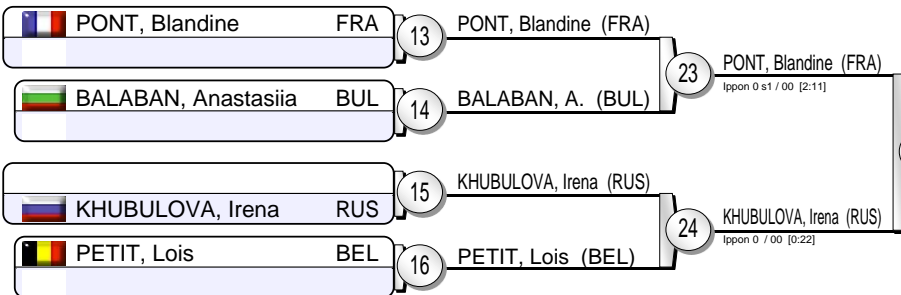 PONT, Blandine FRA
13
PONT, Blandine (FRA)
23
PONT, Blandine (FRA)
Ippon 0 s1 / 00 [2:11]
BALABAN, Anastasiia BUL
14
BALABAN, A. (BUL)
KHUBULOVA, Irena RUS
15
KHUBULOVA, Irena (RUS)
24
KHUBULOVA, Irena (RUS)
Ippon 0 / 00 [0:22]
PETIT, Lois BEL
16
PETIT, Lois (BEL)